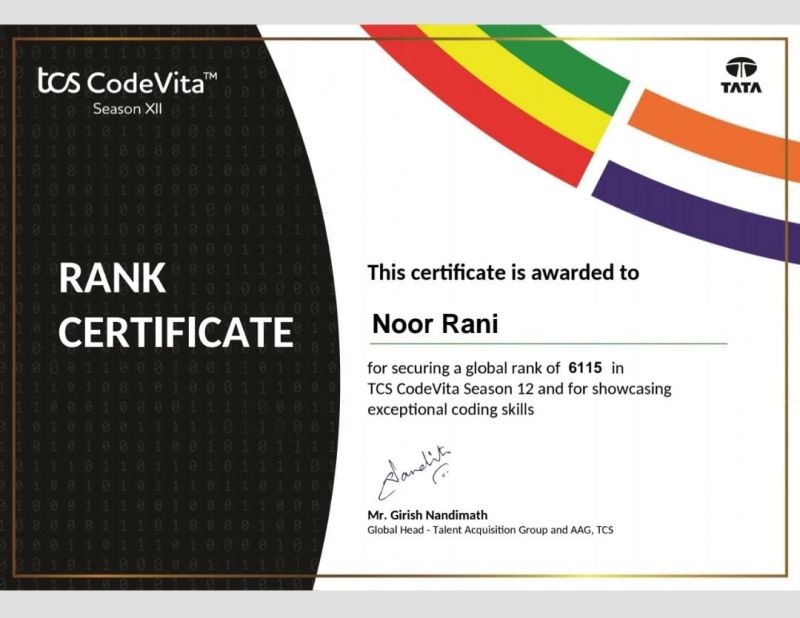 tcs CodeVita™
Season XII
TATA
RANK
CERTIFICATE
This certificate is awarded to
Noor Rani
for securing a global rank of 6115 in
TCS CodeVita Season 12 and for showcasing
exceptional coding skills
Mr. Girish Nandimath
Global Head - Talent Acquisition Group and AAG, TCS